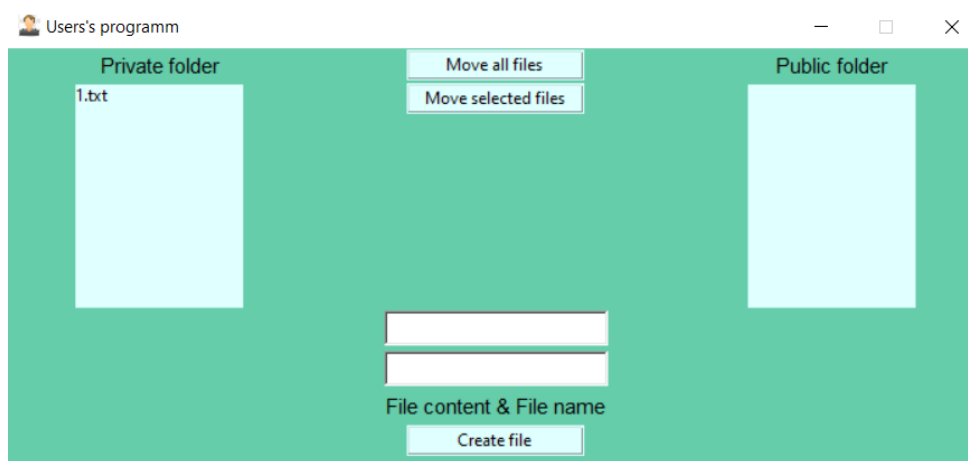 Users's programm
Private folder
Move all files
Public folder
1.txt
Move selected files
File content & File name
Create file